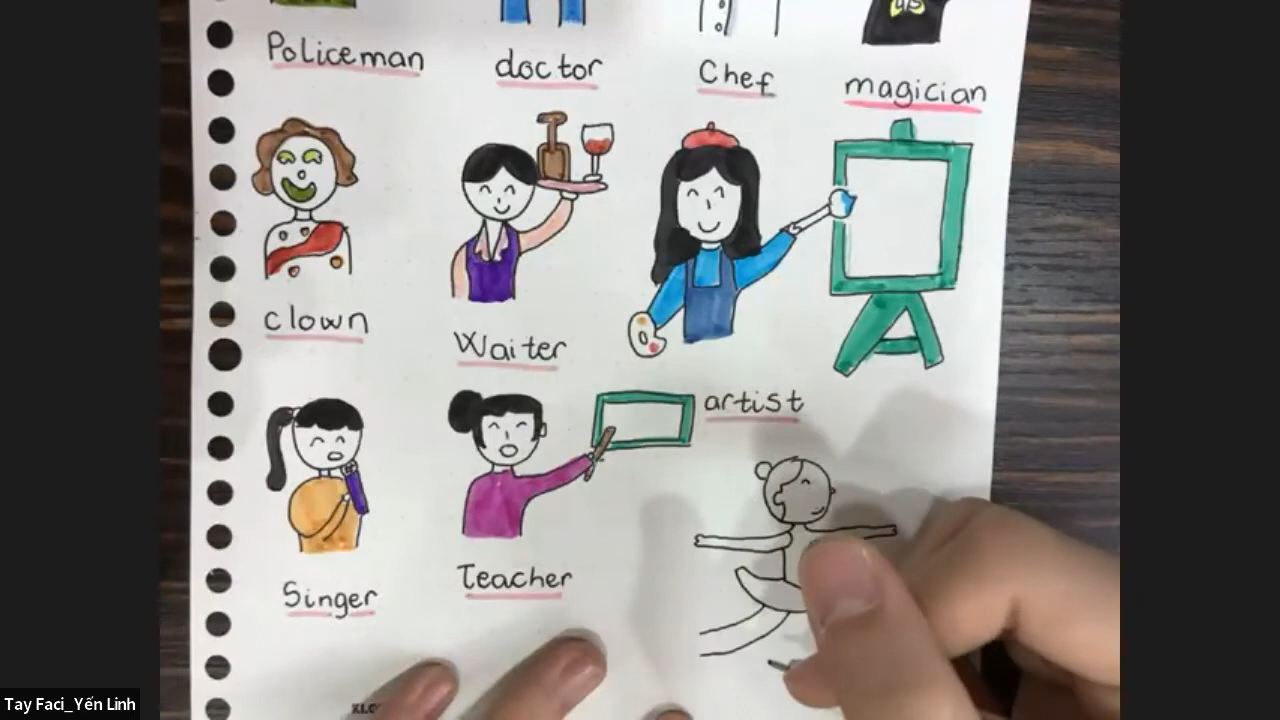 Policeman
doctor
Chef
magician
clown
Waiter
artist
Singer
Teacher
Tay Faci_Yến Linh